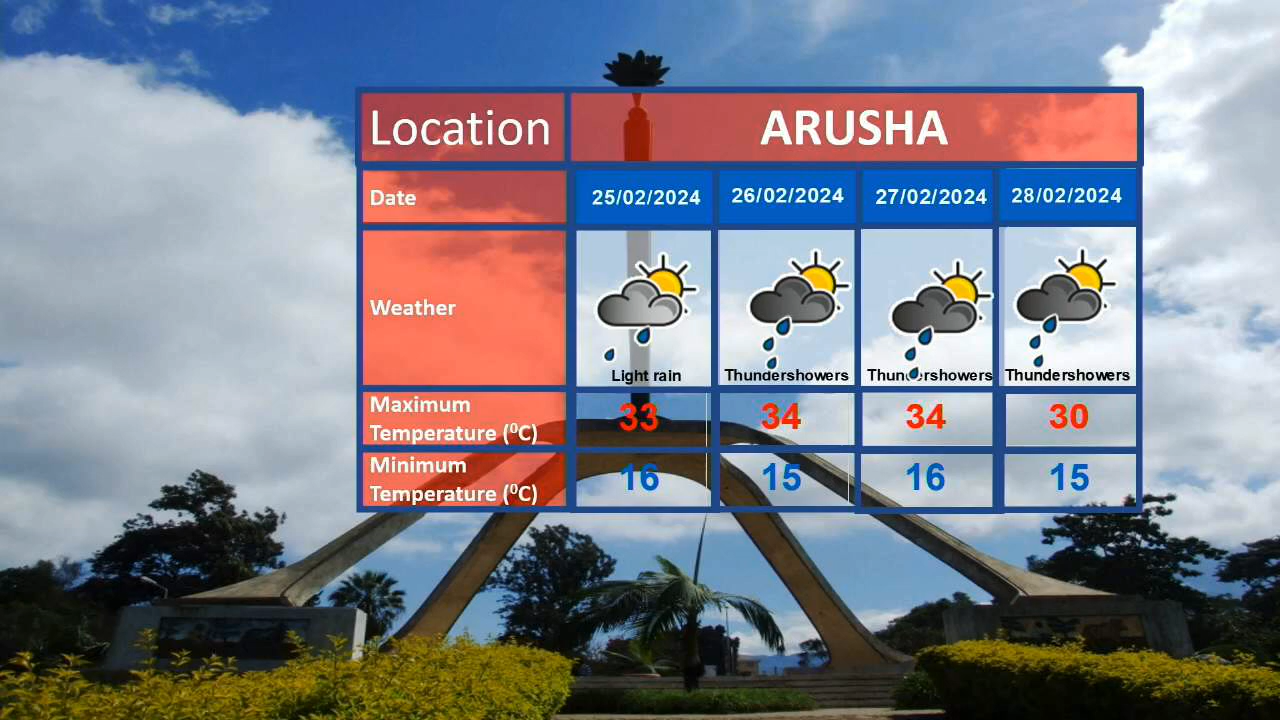 Location ARUSHA
Date 25/02/2024 26/02/2024 27/02/2024 28/02/2024
Weather
Light rain Thundershowers Thundershowers Thundershowers
Maximum
Temperature (⁰C) 33 34 34 30
Minimum
Temperature (⁰C) 16 15 16 15